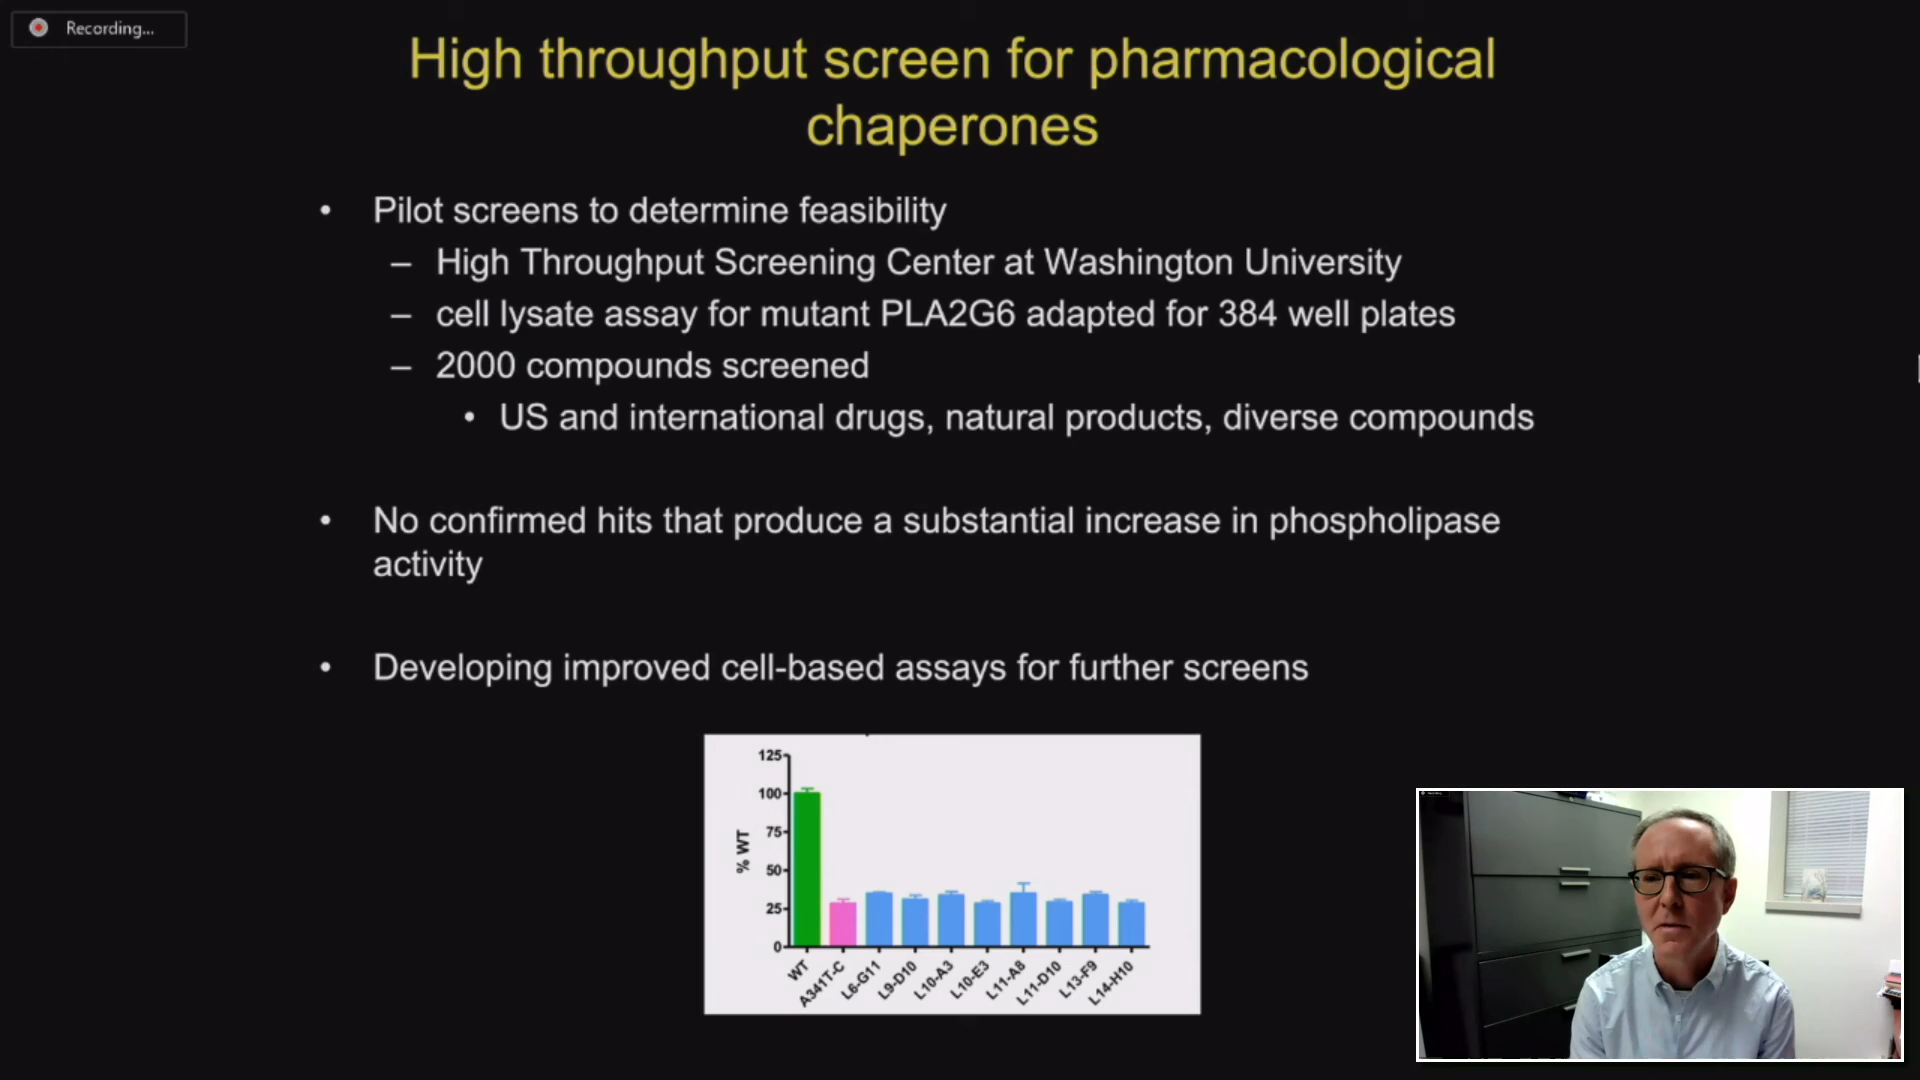 Recording...
High throughput screen for pharmacological
chaperones
• Pilot screens to determine feasibility
– High Throughput Screening Center at Washington University
– cell lysate assay for mutant PLA2G6 adapted for 384 well plates
– 2000 compounds screened
• US and international drugs, natural products, diverse compounds
• No confirmed hits that produce a substantial increase in phospholipase
activity
• Developing improved cell-based assays for further screens
% WT
125
100
75
50
25
0
WT
A341T-C
L6-G11
L9-D10
L10-A3
L10-E3
L11-A8
L11-D10
L13-F9
L14-H10